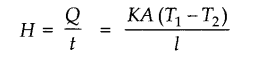 H = Q/t = KA (T₁ − T₂)/l